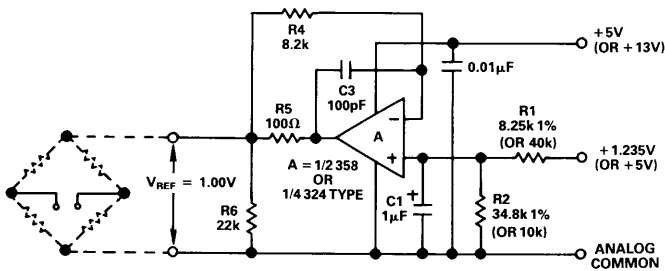 R4
8.2k
+5V
(OR +13V)
C3
100pF
0.01μF
R5
100Ω
R1
8.25k 1%
(OR 40k)
A
−
+
+1.235V
(OR +5V)
VREF = 1.00V
A = 1/2 358
OR
1/4 324 TYPE
R6
22k
C1
1μF
+
R2
34.8k 1%
(OR 10k)
ANALOG
COMMON